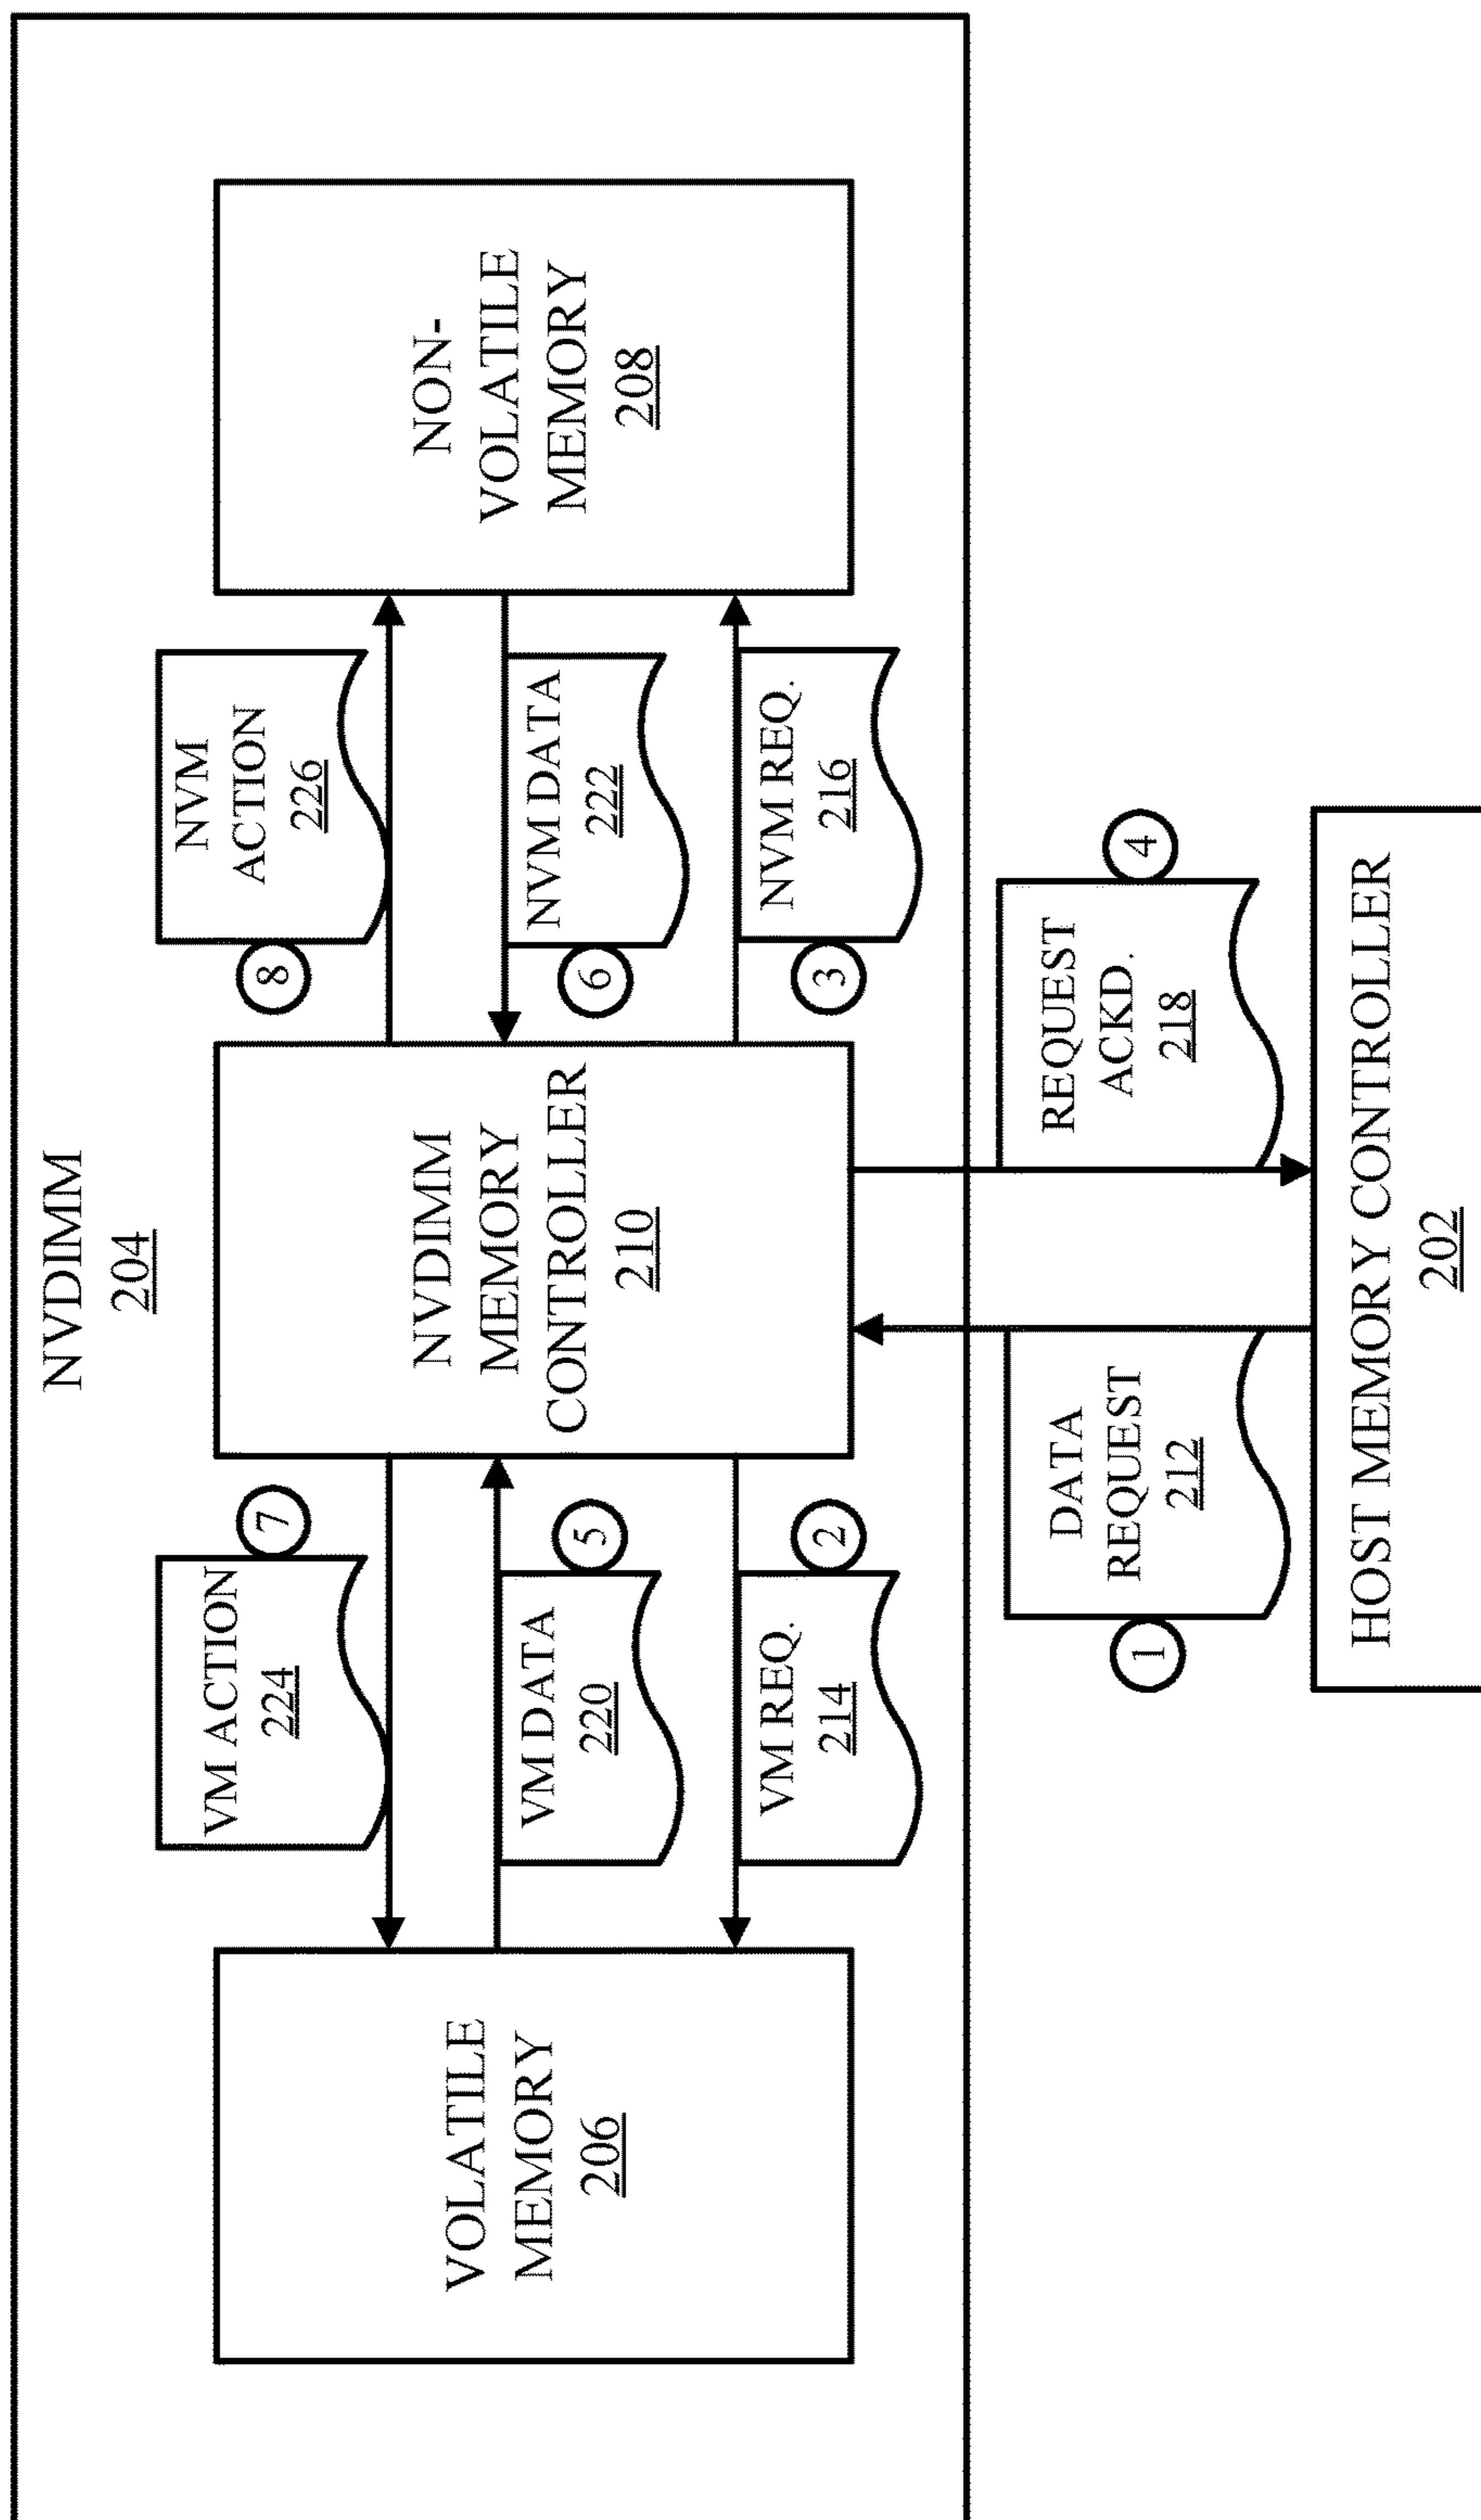 NVDIMM
204
VM ACTION
224
7
8
NVM
ACTION
226
VOLATILE
MEMORY
206
VM DATA
220
5
NVDIMM
MEMORY
CONTROLLER
210
6
NVM DATA
222
NON-
VOLATILE
MEMORY
208
VM REQ.
214
2
3
NVM REQ.
216
1
DATA
REQUEST
212
REQUEST
ACKD.
218
4
HOST MEMORY CONTROLLER
202